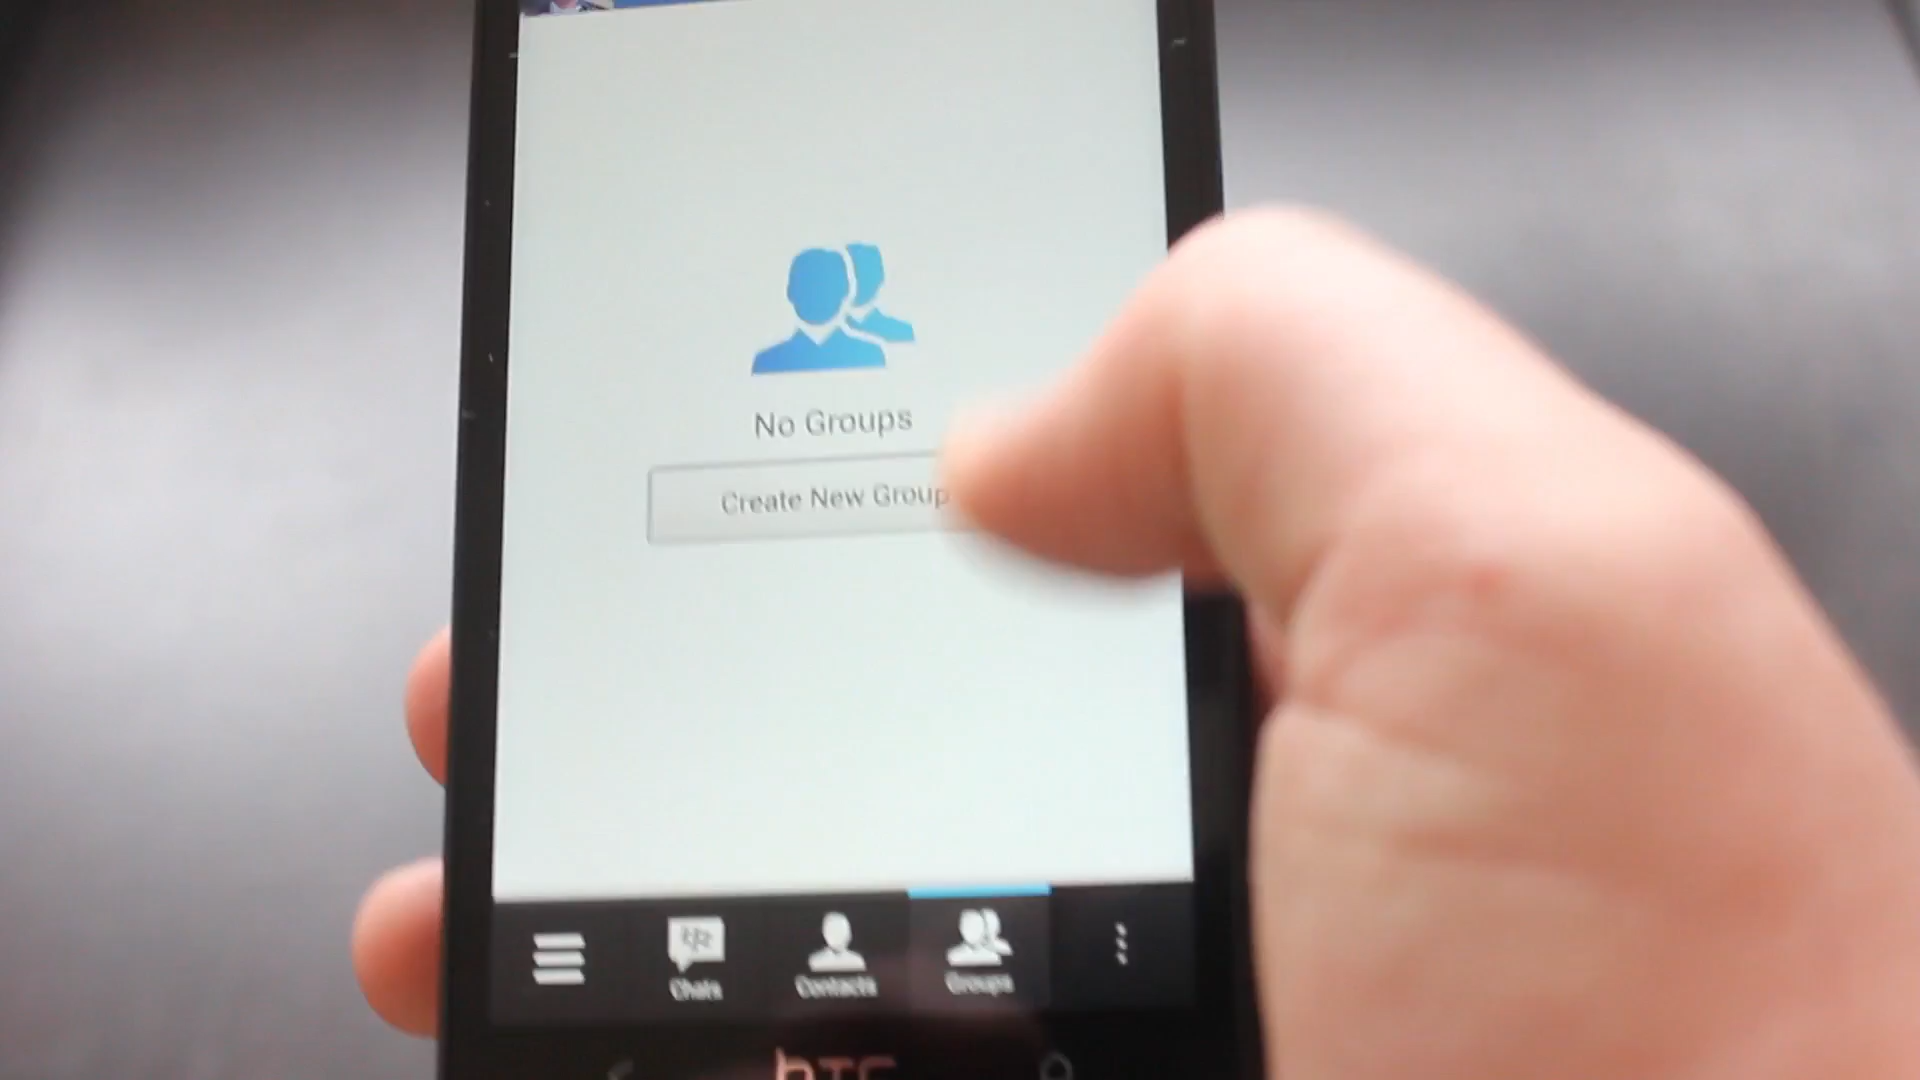 No Groups
Create New Group
Chats
Contacts
Groups
hTC